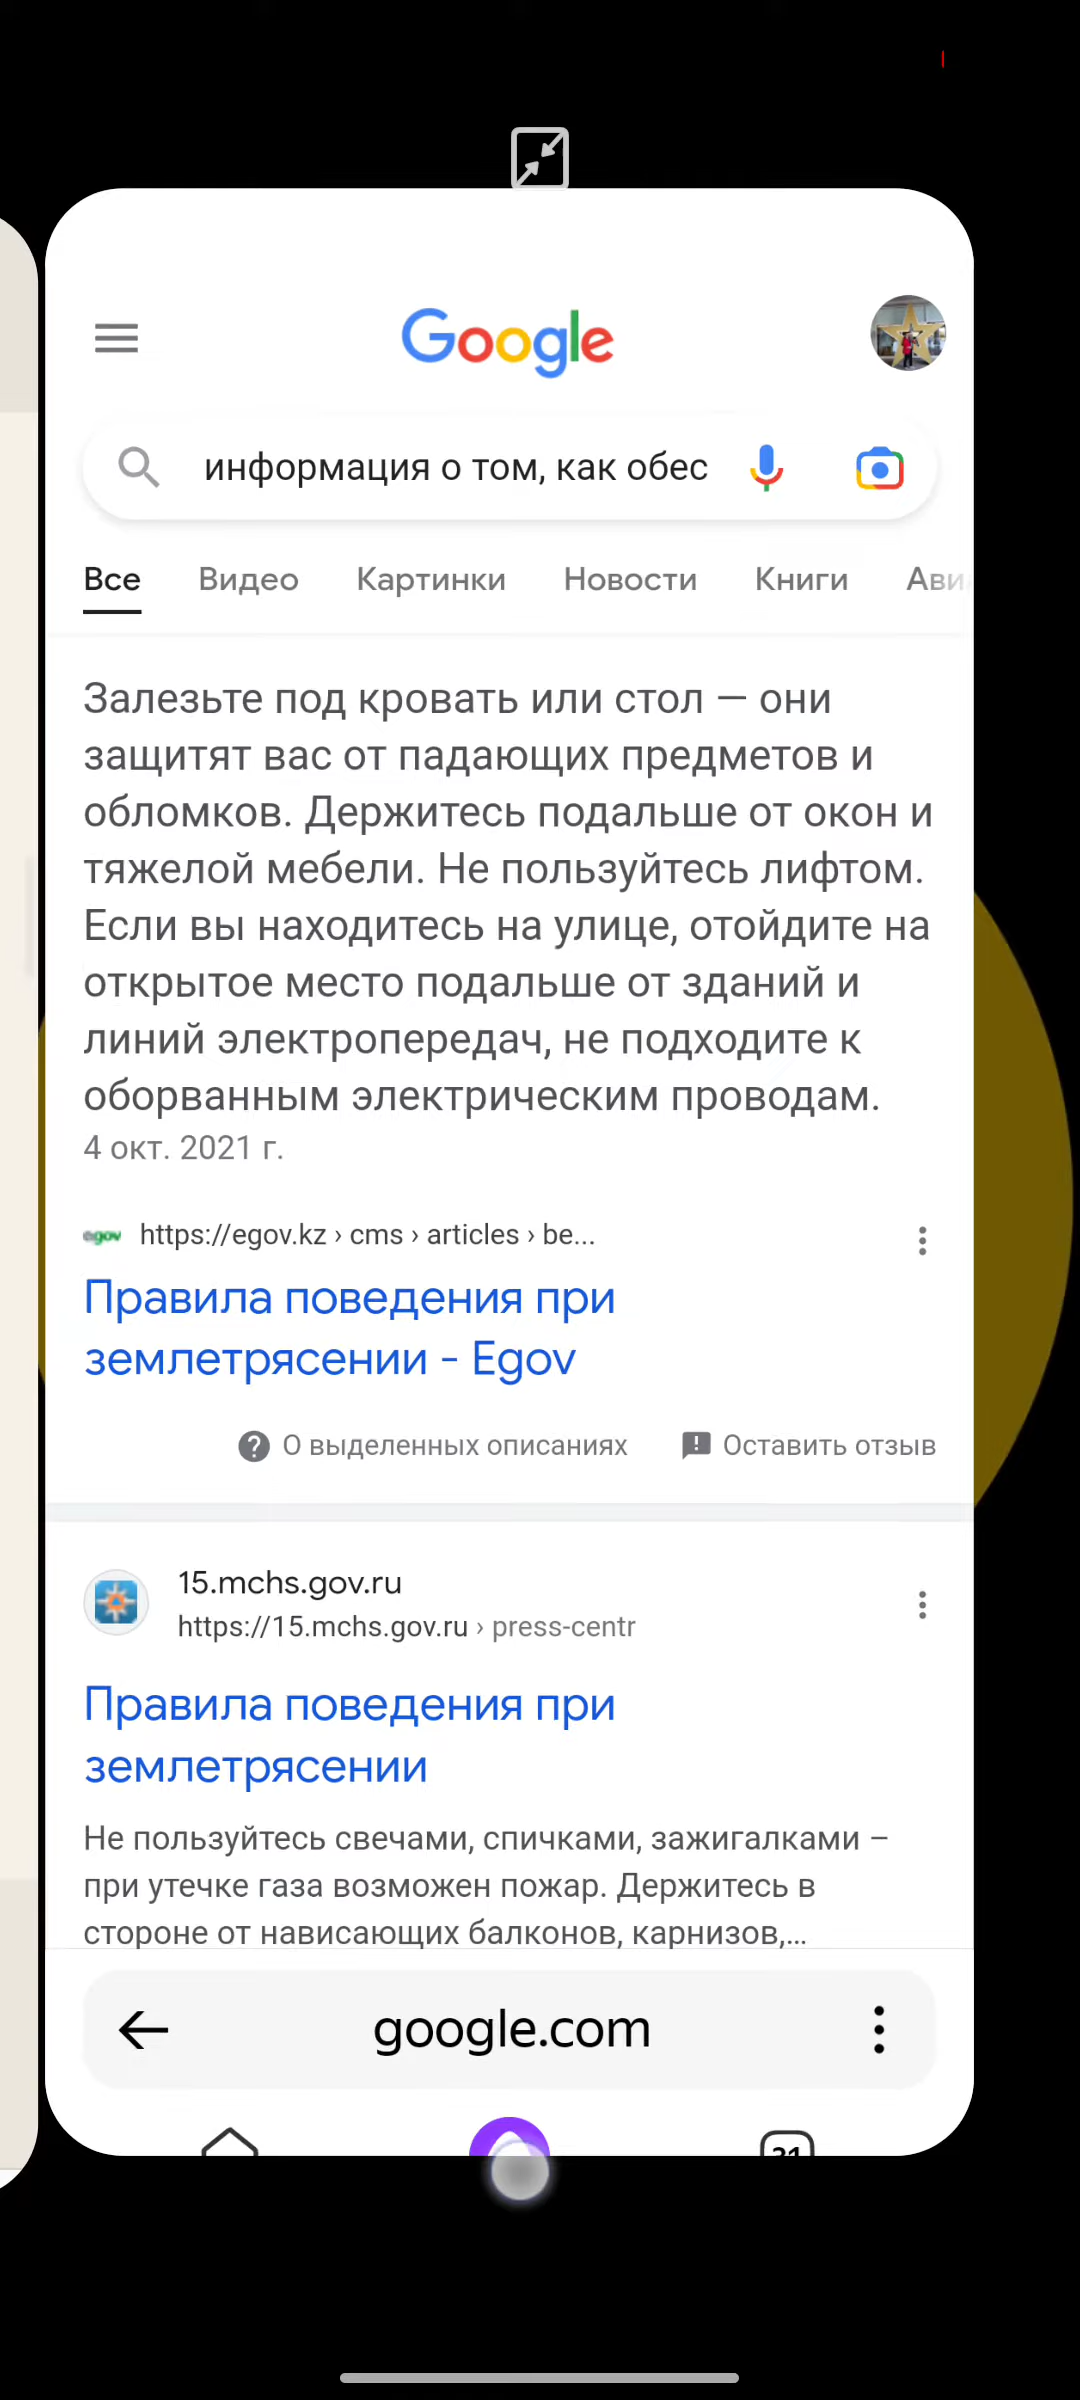 Google
информация о том, как обес
Все Видео Картинки Новости Книги Ави
Залезьте под кровать или стол — они
защитят вас от падающих предметов и
обломков. Держитесь подальше от окон и
тяжелой мебели. Не пользуйтесь лифтом.
Если вы находитесь на улице, отойдите на
открытое место подальше от зданий и
линий электропередач, не подходите к
оборванным электрическим проводам.
4 окт. 2021 г.
egov https://egov.kz › cms › articles › be...
Правила поведения при
землетрясении - Egov
О выделенных описаниях Оставить отзыв
15.mchs.gov.ru
https://15.mchs.gov.ru › press-centr
Правила поведения при
землетрясении
Не пользуйтесь свечами, спичками, зажигалками –
при утечке газа возможен пожар. Держитесь в
стороне от нависающих балконов, карнизов,...
google.com